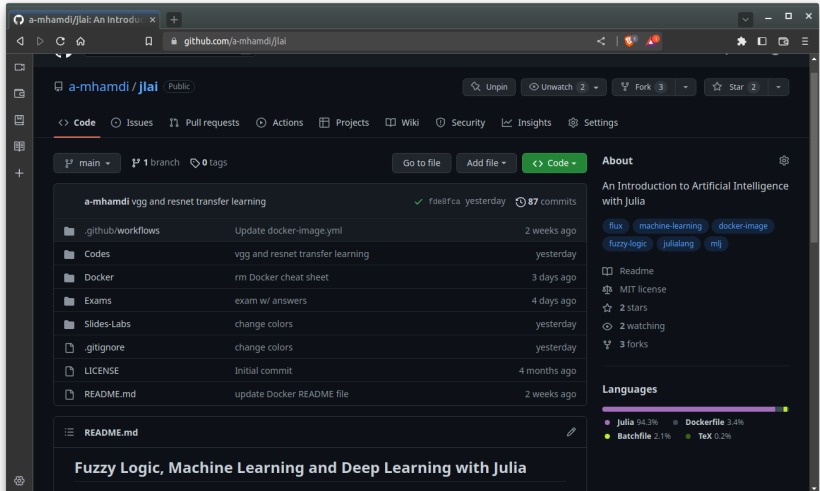 a-mhamdi/jlai: An Introduc
github.com/a-mhamdi/jlai
a-mhamdi / jlai Public
Unpin Unwatch 2 Fork 3 Star 2
Code Issues Pull requests Actions Projects Wiki Security Insights Settings
main 1 branch 0 tags Go to file Add file Code
a-mhamdi vgg and resnet transfer learning fde8fca yesterday 87 commits
.github/workflows Update docker-image.yml 2 weeks ago
Codes vgg and resnet transfer learning yesterday
Docker rm Docker cheat sheet 3 days ago
Exams exam w/ answers 4 days ago
Slides-Labs change colors yesterday
.gitignore change colors yesterday
LICENSE Initial commit 4 months ago
README.md update Docker README file 2 weeks ago
README.md
Fuzzy Logic, Machine Learning and Deep Learning with Julia
About
An Introduction to Artificial Intelligence
with Julia
flux machine-learning docker-image
fuzzy-logic julialang mlj
Readme
MIT license
2 stars
2 watching
3 forks
Languages
Julia 94.3% Dockerfile 3.4%
Batchfile 2.1% TeX 0.2%